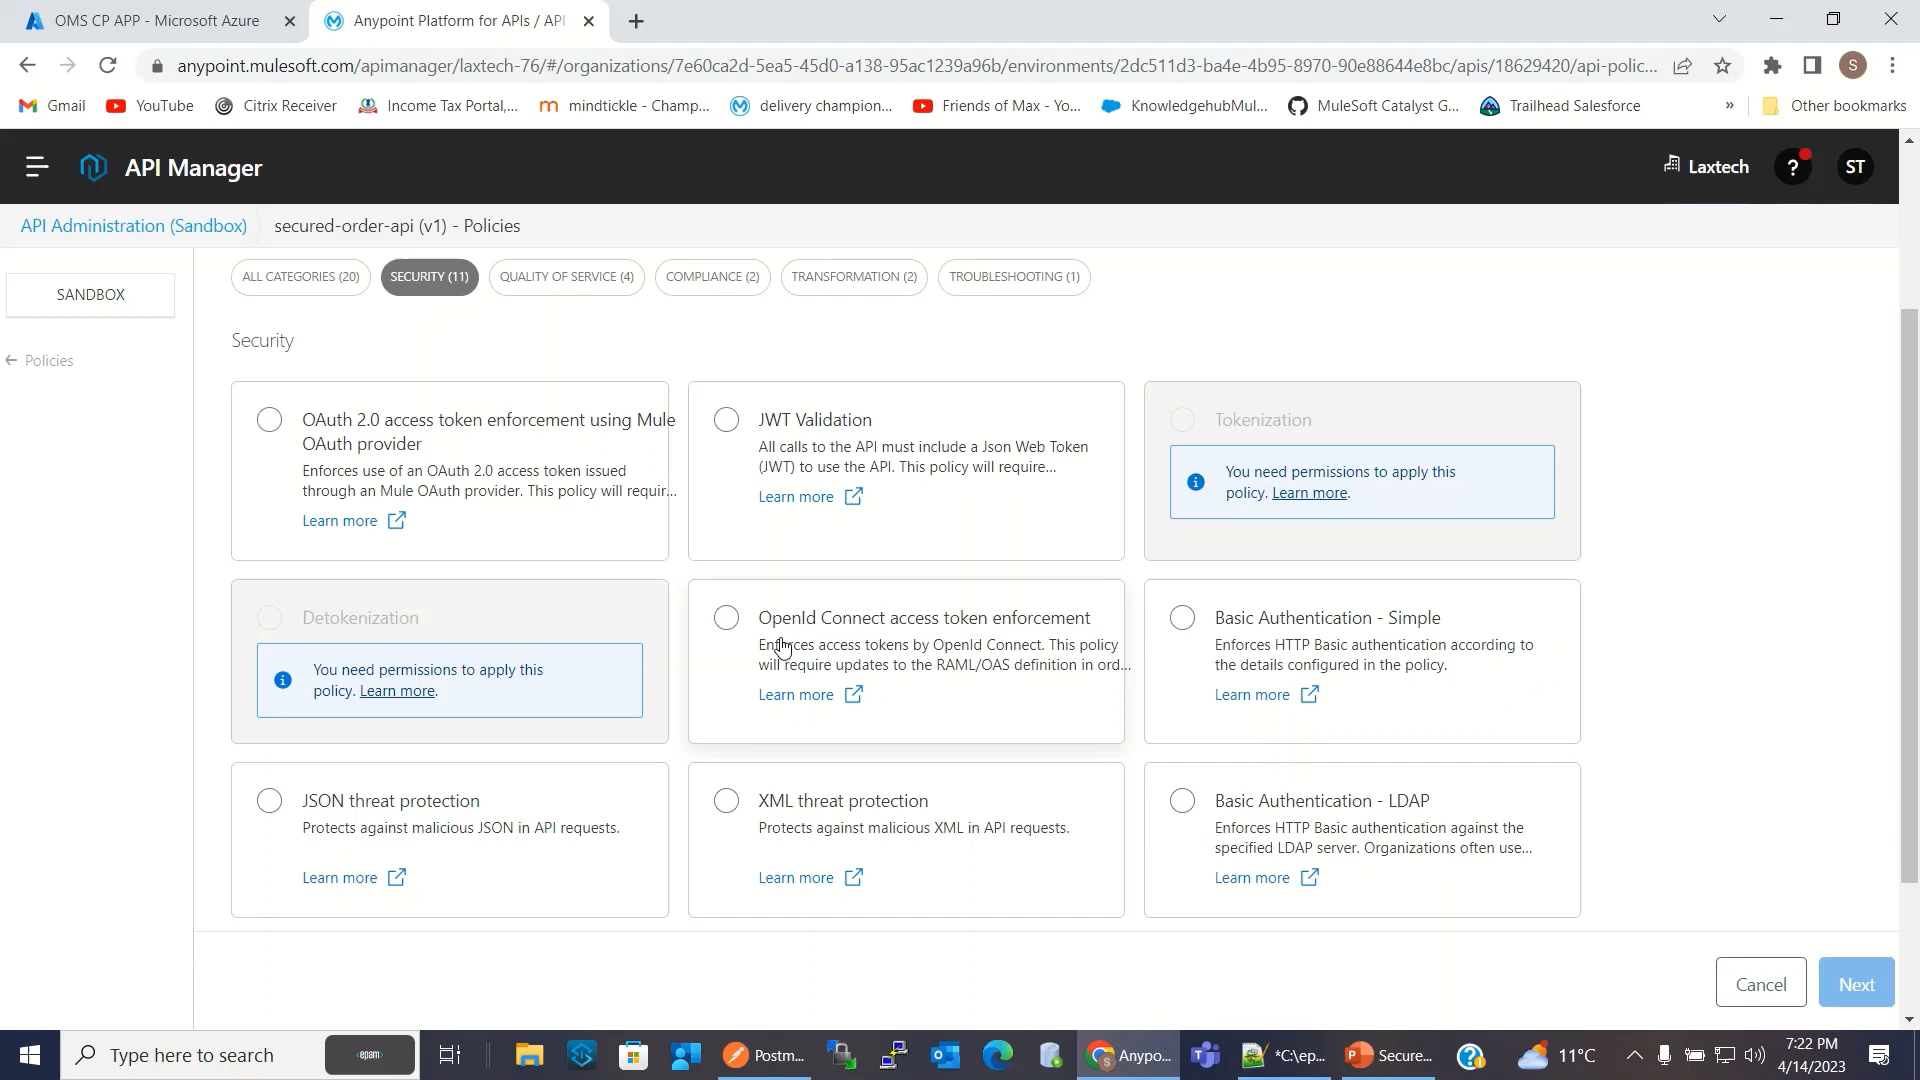 OMS CP APP - Microsoft Azure
Anypoint Platform for APIs / API
anypoint.mulesoft.com/apimanager/laxtech-76/#/organizations/7e60ca2d-5ea5-45d0-a138-95ac1239a96b/environments/2dc511d3-ba4e-4b95-8970-90e88644e8bc/apis/18629420/api-polic...
S
Gmail
YouTube
Citrix Receiver
Income Tax Portal,...
mindtickle - Champ...
delivery champion...
Friends of Max - Yo...
KnowledgehubMul...
MuleSoft Catalyst G...
Trailhead Salesforce
»
Other bookmarks
API Manager
Laxtech
?
ST
API Administration (Sandbox)
secured-order-api (v1) - Policies
SANDBOX
Policies
ALL CATEGORIES (20)
SECURITY (11)
QUALITY OF SERVICE (4)
COMPLIANCE (2)
TRANSFORMATION (2)
TROUBLESHOOTING (1)
Security
OAuth 2.0 access token enforcement using Mule
OAuth provider
Enforces use of an OAuth 2.0 access token issued
through an Mule OAuth provider. This policy will requir...
Learn more
JWT Validation
All calls to the API must include a Json Web Token
(JWT) to use the API. This policy will require...
Learn more
Tokenization
You need permissions to apply this
policy. Learn more.
Detokenization
You need permissions to apply this
policy. Learn more.
OpenId Connect access token enforcement
Enforces access tokens by OpenId Connect. This policy
will require updates to the RAML/OAS definition in ord...
Learn more
Basic Authentication - Simple
Enforces HTTP Basic authentication according to
the details configured in the policy.
Learn more
JSON threat protection
Protects against malicious JSON in API requests.
Learn more
XML threat protection
Protects against malicious XML in API requests.
Learn more
Basic Authentication - LDAP
Enforces HTTP Basic authentication against the
specified LDAP server. Organizations often use...
Learn more
Cancel
Next
Type here to search
<epam>
Postm...
Anypo...
*C:\ep...
Secure...
11°C
7:22 PM
4/14/2023